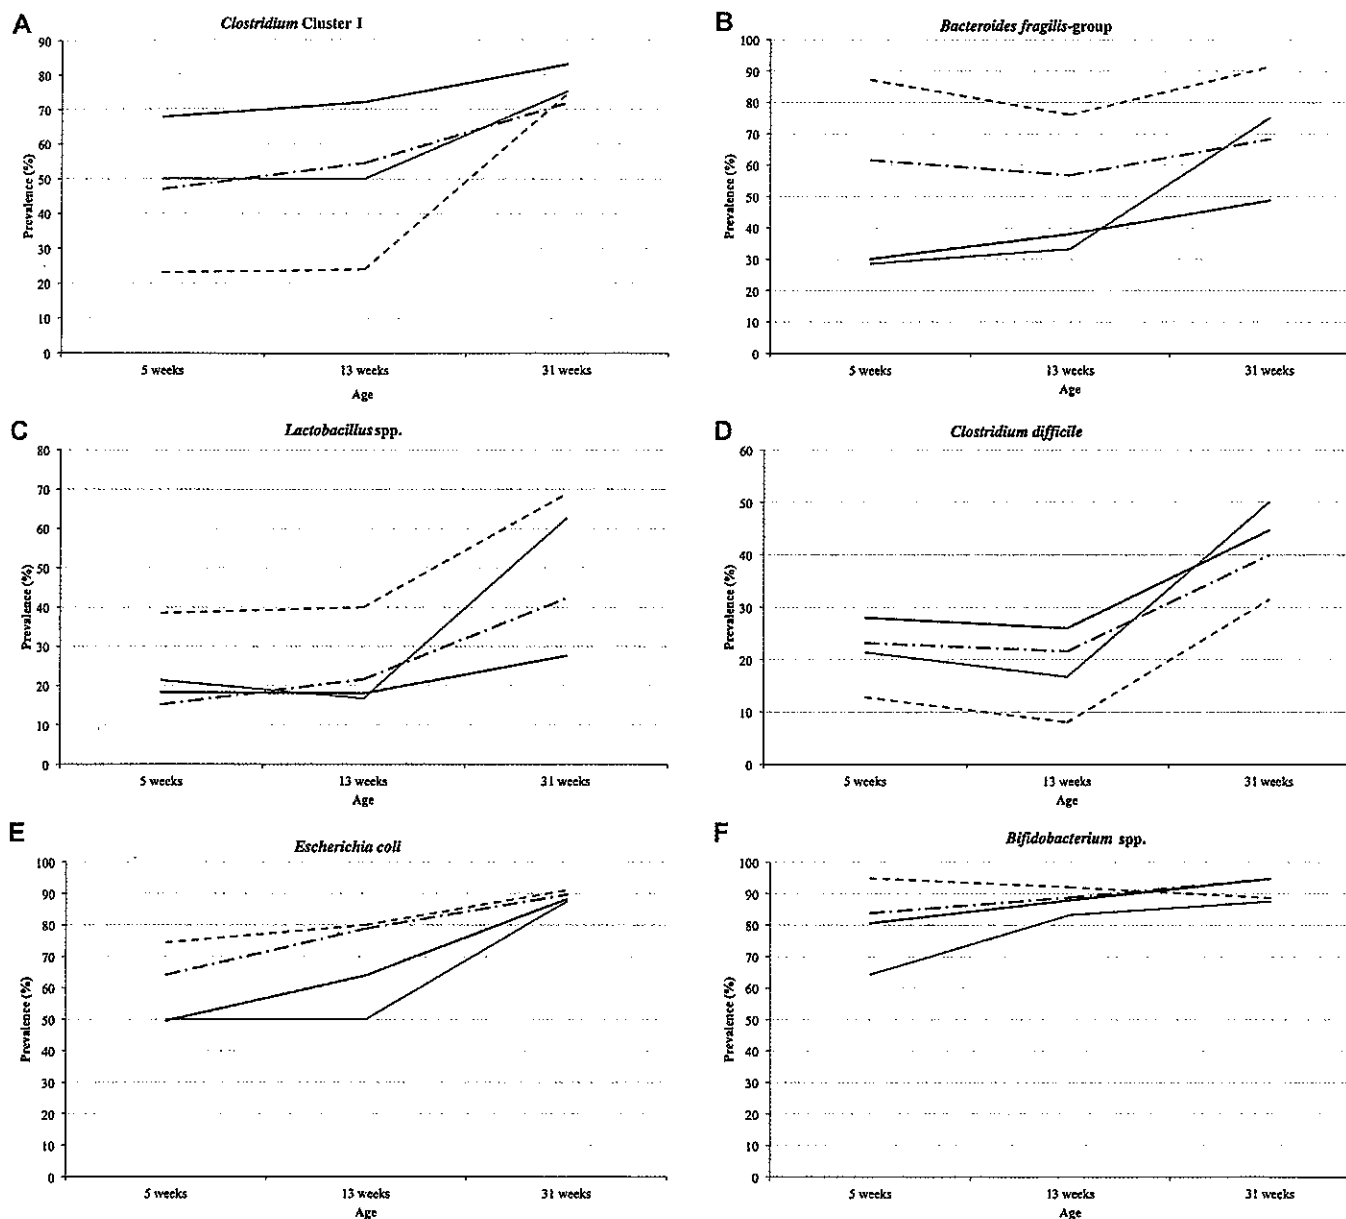 A
Clostridium Cluster I
90
80
70
60
50
40
30
20
10
0
Prevalence (%)
5 weeks 13 weeks 31 weeks
Age
B
Bacteroides fragilis-group
100
90
80
70
60
50
40
30
20
10
0
Prevalence (%)
5 weeks 13 weeks 31 weeks
Age
C
Lactobacillus spp.
80
70
60
50
40
30
20
10
0
Prevalence (%)
5 weeks 13 weeks 31 weeks
Age
D
Clostridium difficile
60
50
40
30
20
10
0
Prevalence (%)
5 weeks 13 weeks 31 weeks
Age
E
Escherichia coli
100
90
80
70
60
50
40
30
20
10
0
Prevalence (%)
5 weeks 13 weeks 31 weeks
Age
F
Bifidobacterium spp.
100
90
80
70
60
50
40
30
20
10
0
Prevalence (%)
5 weeks 13 weeks 31 weeks
Age